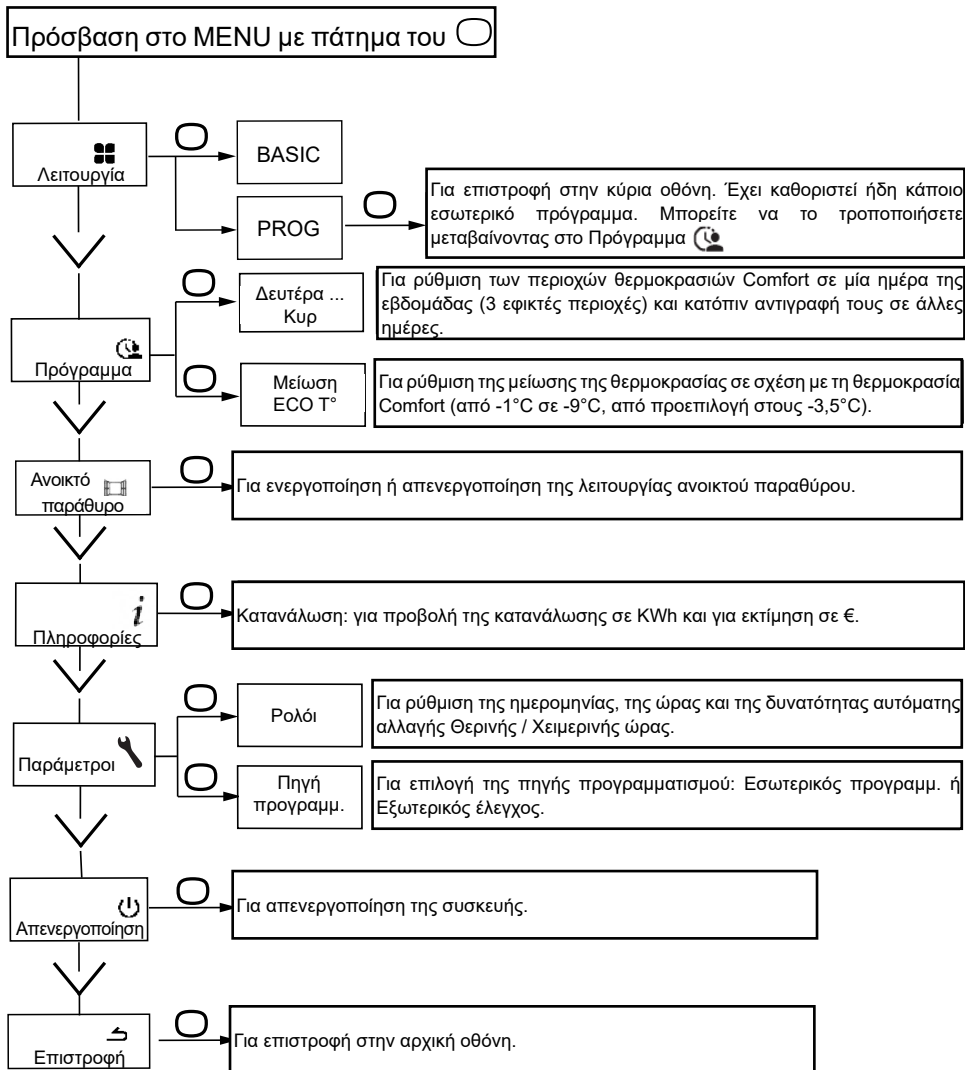 Πρόσβαση στο MENU με πάτημα του
Λειτουργία
BASIC
PROG
Για επιστροφή στην κύρια οθόνη. Έχει καθοριστεί ήδη κάποιο
εσωτερικό πρόγραμμα. Μπορείτε να το τροποποιήσετε
μεταβαίνοντας στο Πρόγραμμα
Πρόγραμμα
Δευτέρα ...
Κυρ
Για ρύθμιση των περιοχών θερμοκρασιών Comfort σε μία ημέρα της
εβδομάδας (3 εφικτές περιοχές) και κατόπιν αντιγραφή τους σε άλλες
ημέρες.
Μείωση
ECO T°
Για ρύθμιση της μείωσης της θερμοκρασίας σε σχέση με τη θερμοκρασία
Comfort (από -1°C σε -9°C, από προεπιλογή στους -3,5°C).
Ανοικτό
παράθυρο
Για ενεργοποίηση ή απενεργοποίηση της λειτουργίας ανοικτού παραθύρου.
i
Πληροφορίες
Κατανάλωση: για προβολή της κατανάλωσης σε KWh και για εκτίμηση σε €.
Παράμετροι
Ρολόι
Για ρύθμιση της ημερομηνίας, της ώρας και της δυνατότητας αυτόματης
αλλαγής Θερινής / Χειμερινής ώρας.
Πηγή
προγραμμ.
Για επιλογή της πηγής προγραμματισμού: Εσωτερικός προγραμμ. ή
Εξωτερικός έλεγχος.
Απενεργοποίηση
Για απενεργοποίηση της συσκευής.
Επιστροφή
Για επιστροφή στην αρχική οθόνη.